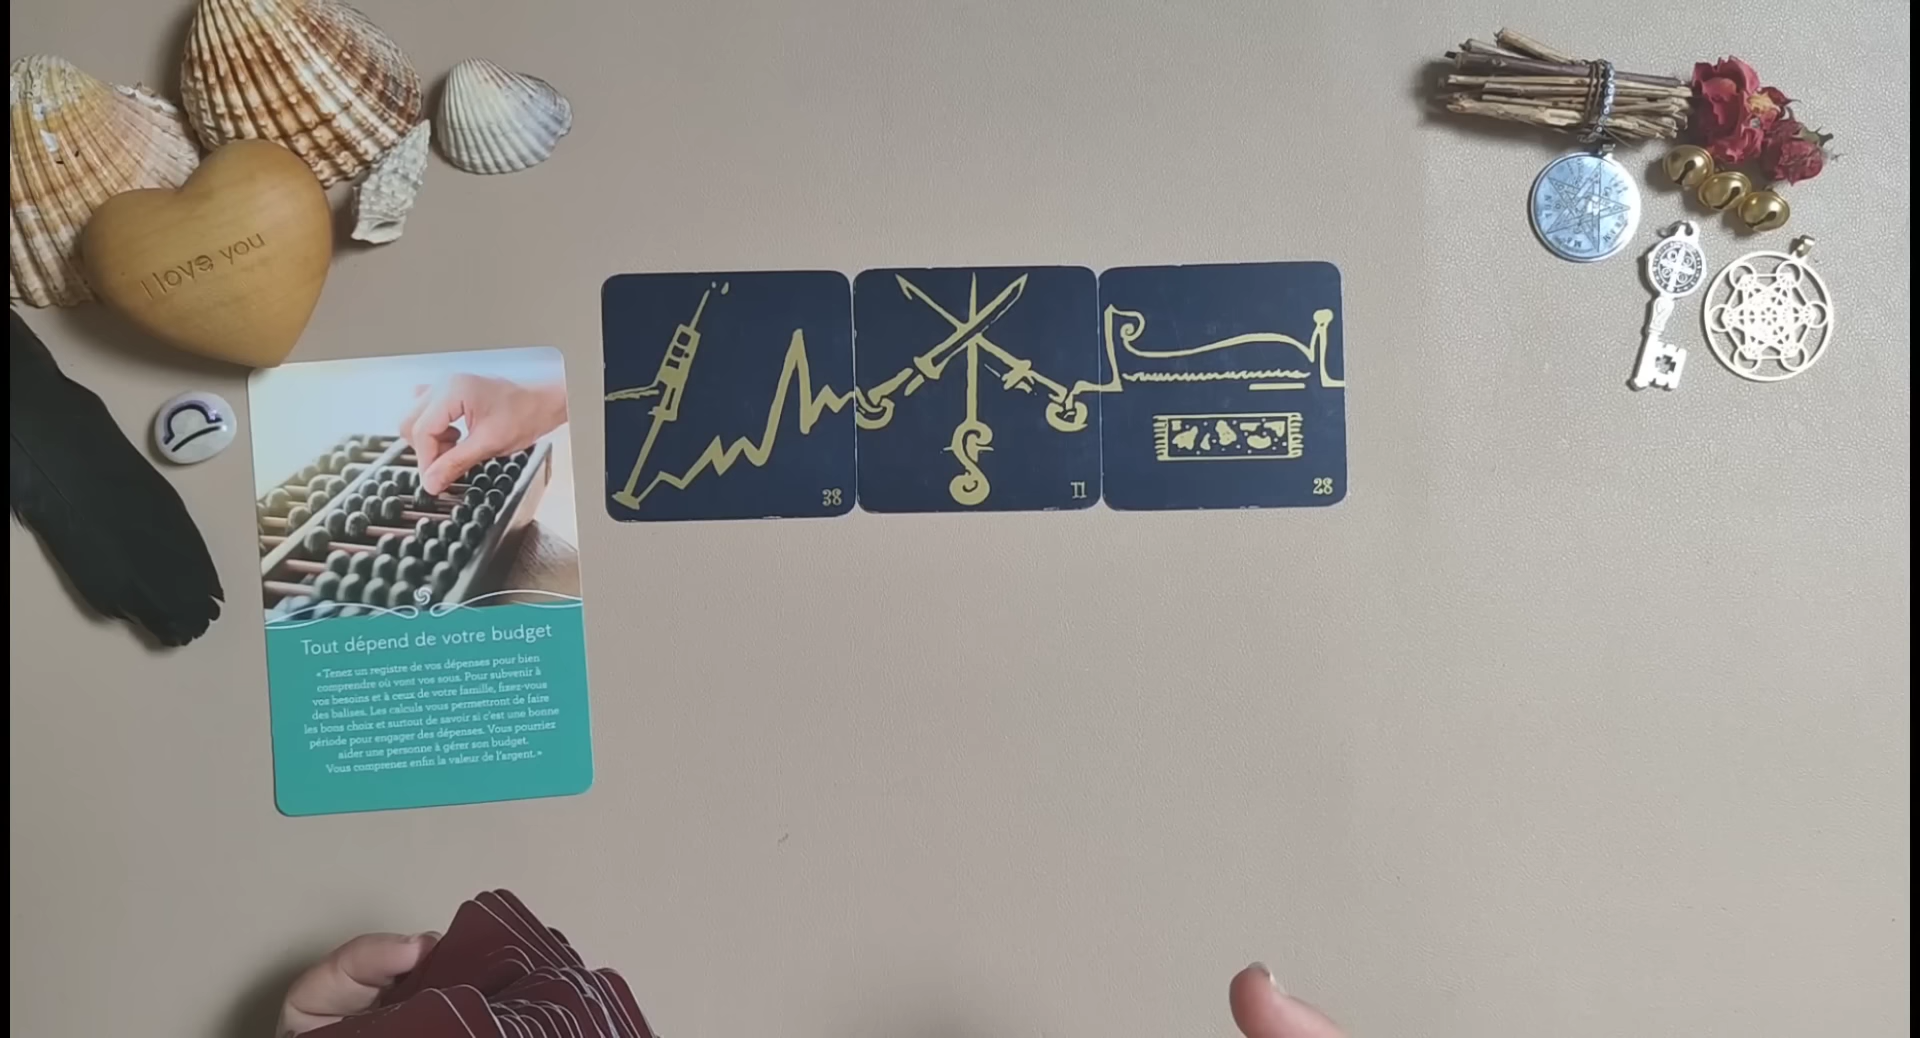 I love you
38
11
28
Tout dépend de votre budget
« Tenez un registre de vos dépenses pour bien
comprendre où vont vos sous. Pour subvenir à
vos besoins et à ceux de votre famille, fixez-vous
des balises. Les calculs vous permettront de faire
les bons choix et surtout de savoir si c'est une bonne
période pour engager des dépenses. Vous pourriez
aider une personne à gérer son budget.
Vous comprenez enfin la valeur de l'argent. »